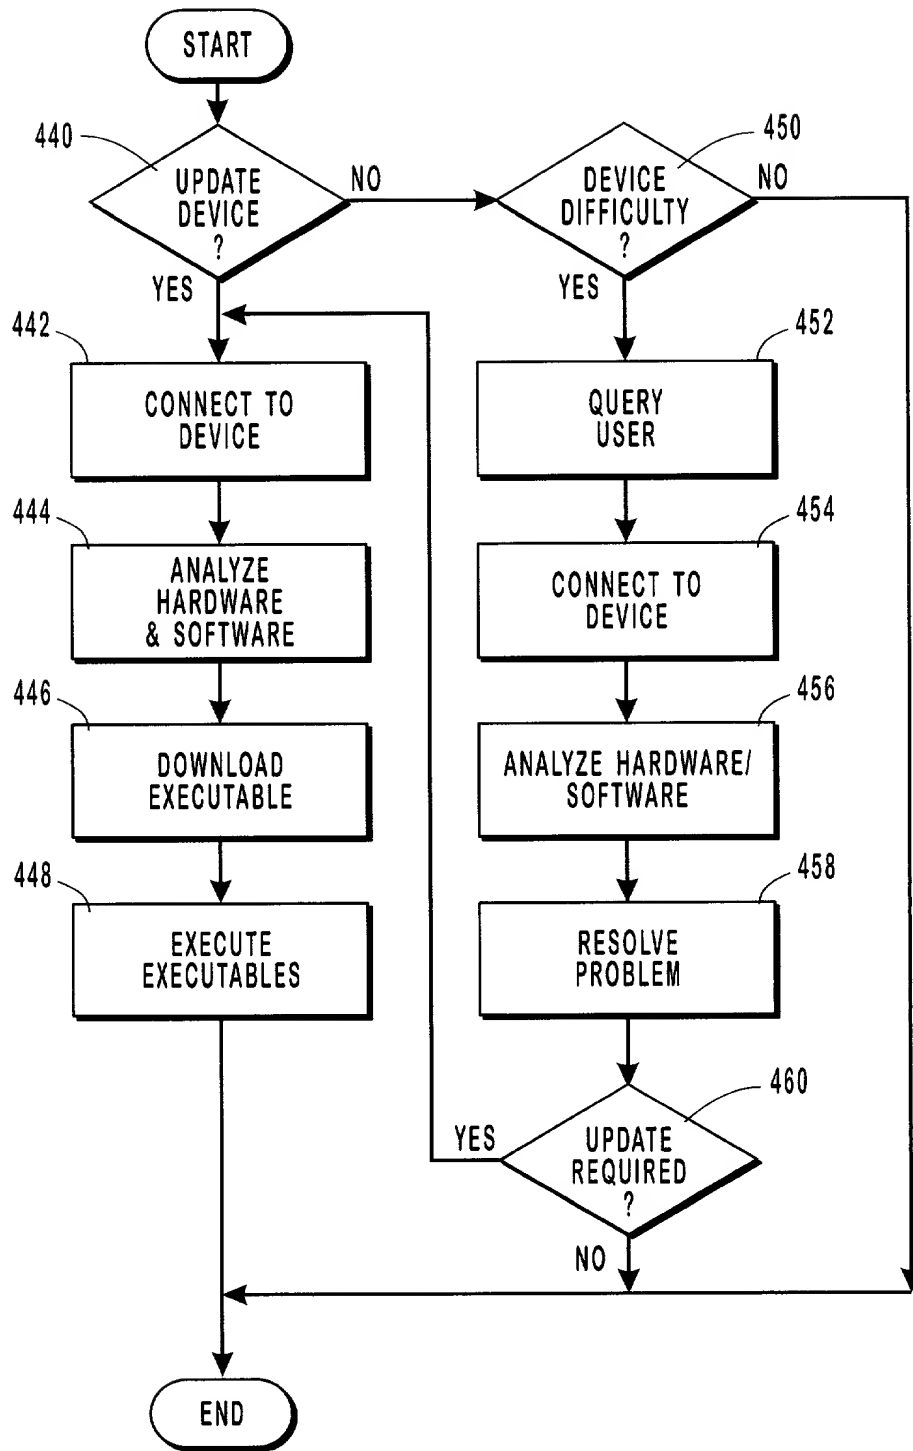 START
440
UPDATE
DEVICE
?
NO
YES
450
DEVICE
DIFFICULTY
?
NO
YES
442
CONNECT TO
DEVICE
452
QUERY
USER
444
ANALYZE
HARDWARE
& SOFTWARE
454
CONNECT TO
DEVICE
446
DOWNLOAD
EXECUTABLE
456
ANALYZE HARDWARE/
SOFTWARE
448
EXECUTE
EXECUTABLES
458
RESOLVE
PROBLEM
460
UPDATE
REQUIRED
?
YES
NO
END